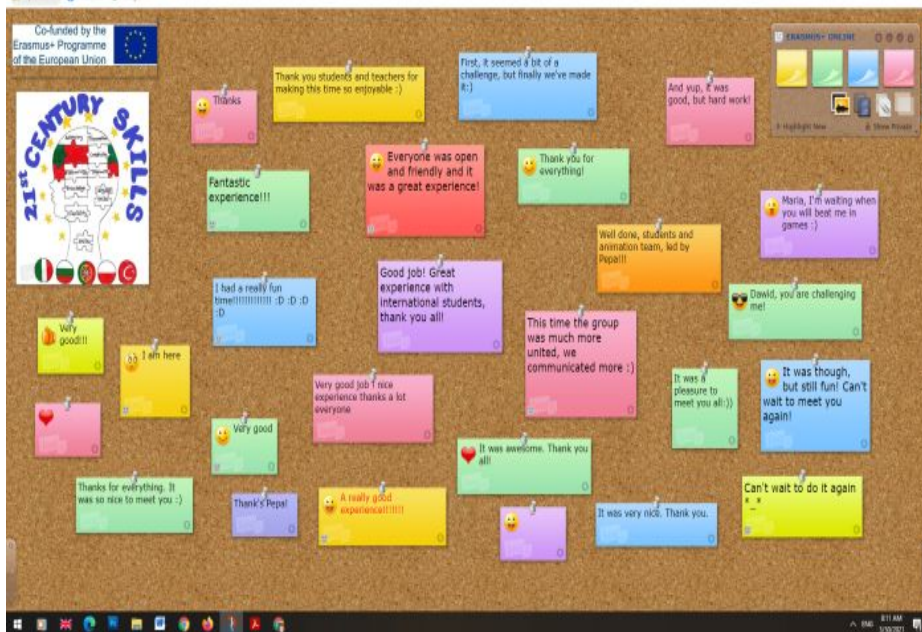 Co-funded by the
Erasmus+ Programme
of the European Union
21st CENTURY SKILLS
ERASMUS+ ONLINE
Highlight New
Show Private
Thanks
Thank you students and teachers for
making this time so enjoyable :)
First, it seemed a bit of a
challenge, but finally we've made
it:)
And yup, it was
good, but hard work!
Fantastic
experience!!!
Everyone was open
and friendly and it
was a great experience!
Thank you for
everything!
Maria, I'm waiting when
you will beat me in
games :)
Well done, students and
animation team, led by
Pepa!!!
I had a really fun
time!!!!!!!!!!!!!! :D :D :D
:D
Good job! Great
experience with
international students,
thank you all!
Dawid, you are challenging
me!
Very
good!!!
I am here
This time the group
was much more
united, we
communicated more :)
Very good job I nice
experience thanks a lot
everyone
It was a
pleasure to
meet you all:))
It was though,
but still fun! Can't
wait to meet you
again!
Very good
It was awesome. Thank you
all!
Thanks for everything. It
was so nice to meet you :)
Thank's Pepa!
A really good
experience!!!!!!!
It was very nice. Thank you.
Can't wait to do it again
*_*
ENG
8:11 AM